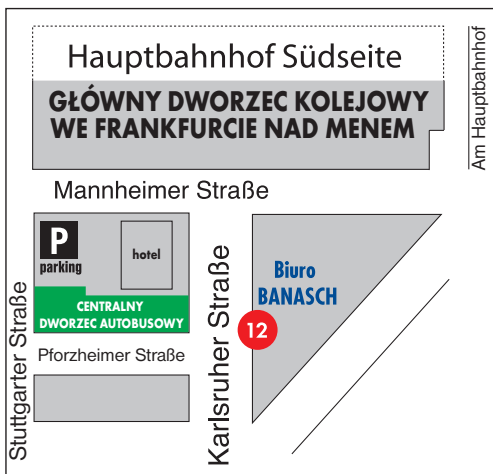 Hauptbahnhof Südseite
GŁÓWNY DWORZEC KOLEJOWY
WE FRANKFURCIE NAD MENEM
Am Hauptbahnhof
Mannheimer Straße
P
parking
hotel
CENTRALNY
DWORZEC AUTOBUSOWY
Stuttgarter Straße
Pforzheimer Straße
Karlsruher Straße
Biuro
BANASCH
12